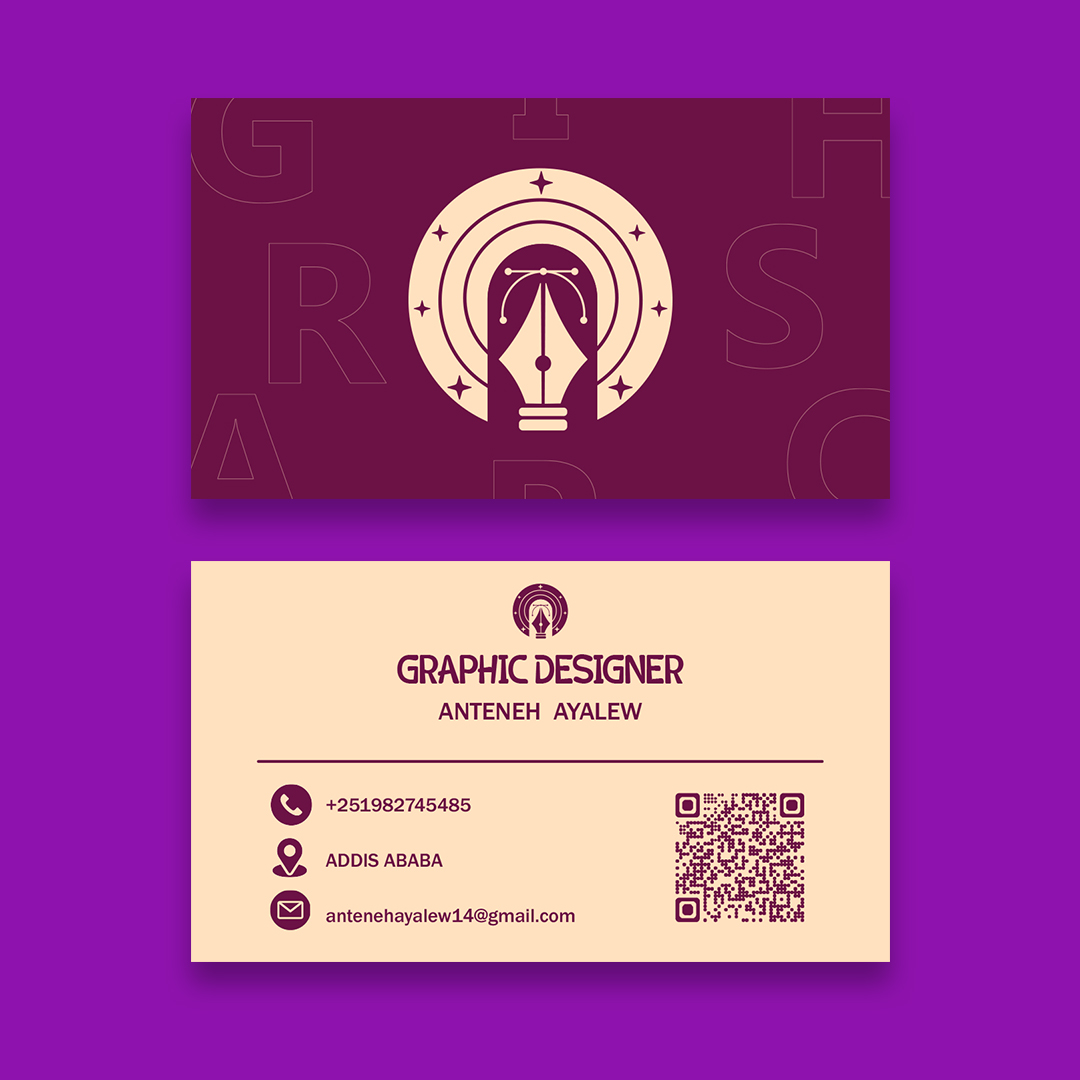 G I H
R S
A P C
GRAPHIC DESIGNER
ANTENEH AYALEW
+251982745485
ADDIS ABABA
antenehayalew14@gmail.com